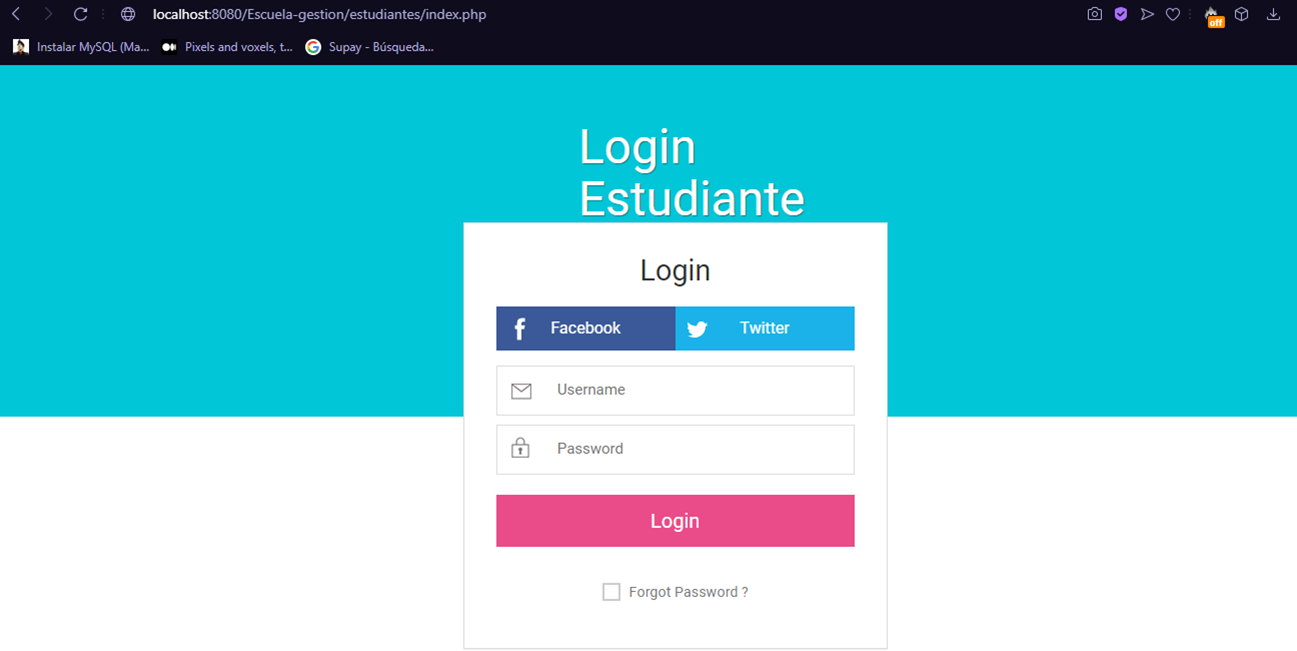 localhost:8080/Escuela-gestion/estudiantes/index.php
off
Instalar MySQL (Ma... Pixels and voxels, t... Supay - Búsqueda...
Login
Estudiante
Login
Facebook Twitter
Username
Password
Login
Forgot Password ?